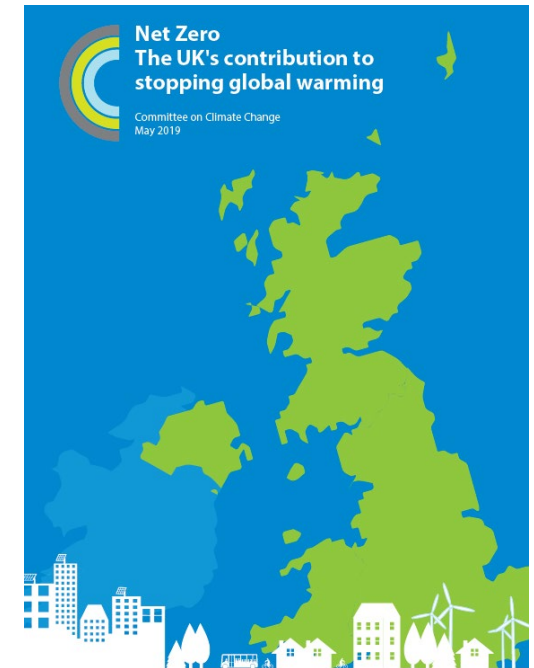 Net Zero
The UK's contribution to
stopping global warming
Committee on Climate Change
May 2019